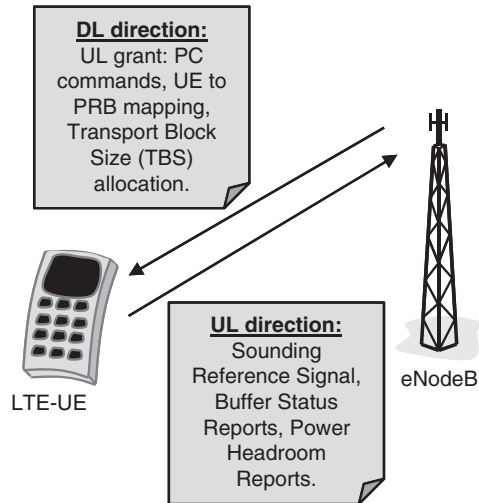 DL direction:
UL grant: PC
commands, UE to
PRB mapping,
Transport Block
Size (TBS)
allocation.
LTE-UE
UL direction:
Sounding
Reference Signal,
Buffer Status
Reports, Power
Headroom
Reports.
eNodeB